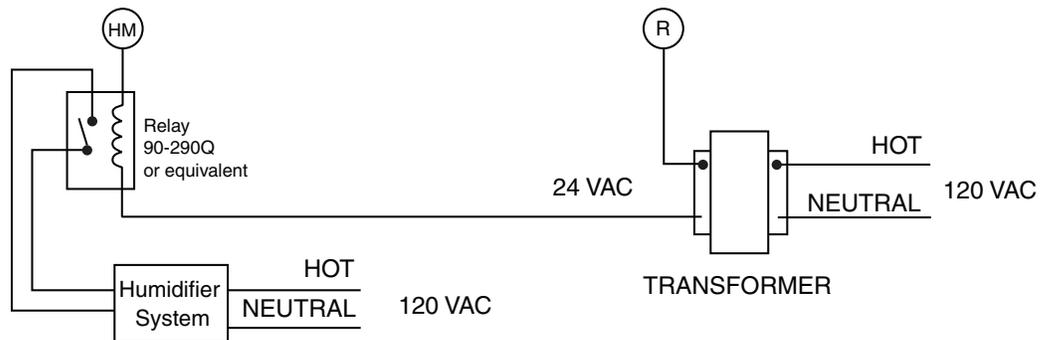 HM
R
Relay
90-290Q
or equivalent
HOT
24 VAC
120 VAC
NEUTRAL
TRANSFORMER
HOT
Humidifier
System
NEUTRAL
120 VAC